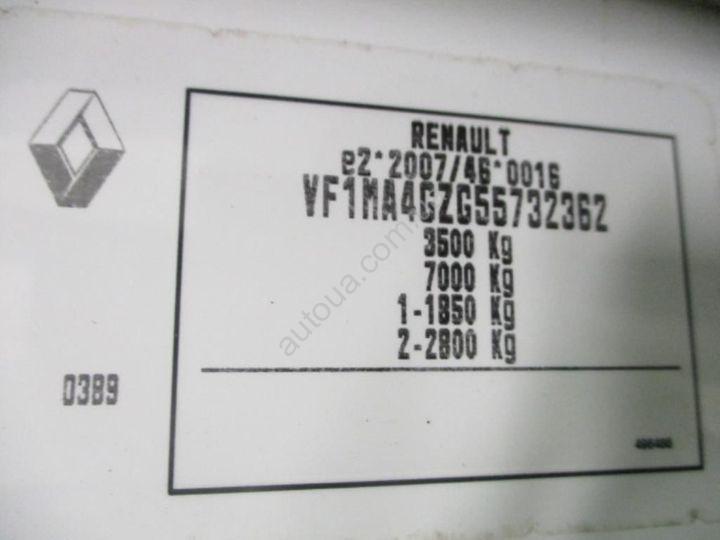 RENAULT
e2*2007/46*0016
VF1MA4GZG55732362
3500 Kg
7000 Kg
1-1850 Kg
2-2800 Kg
0389
autoua.com